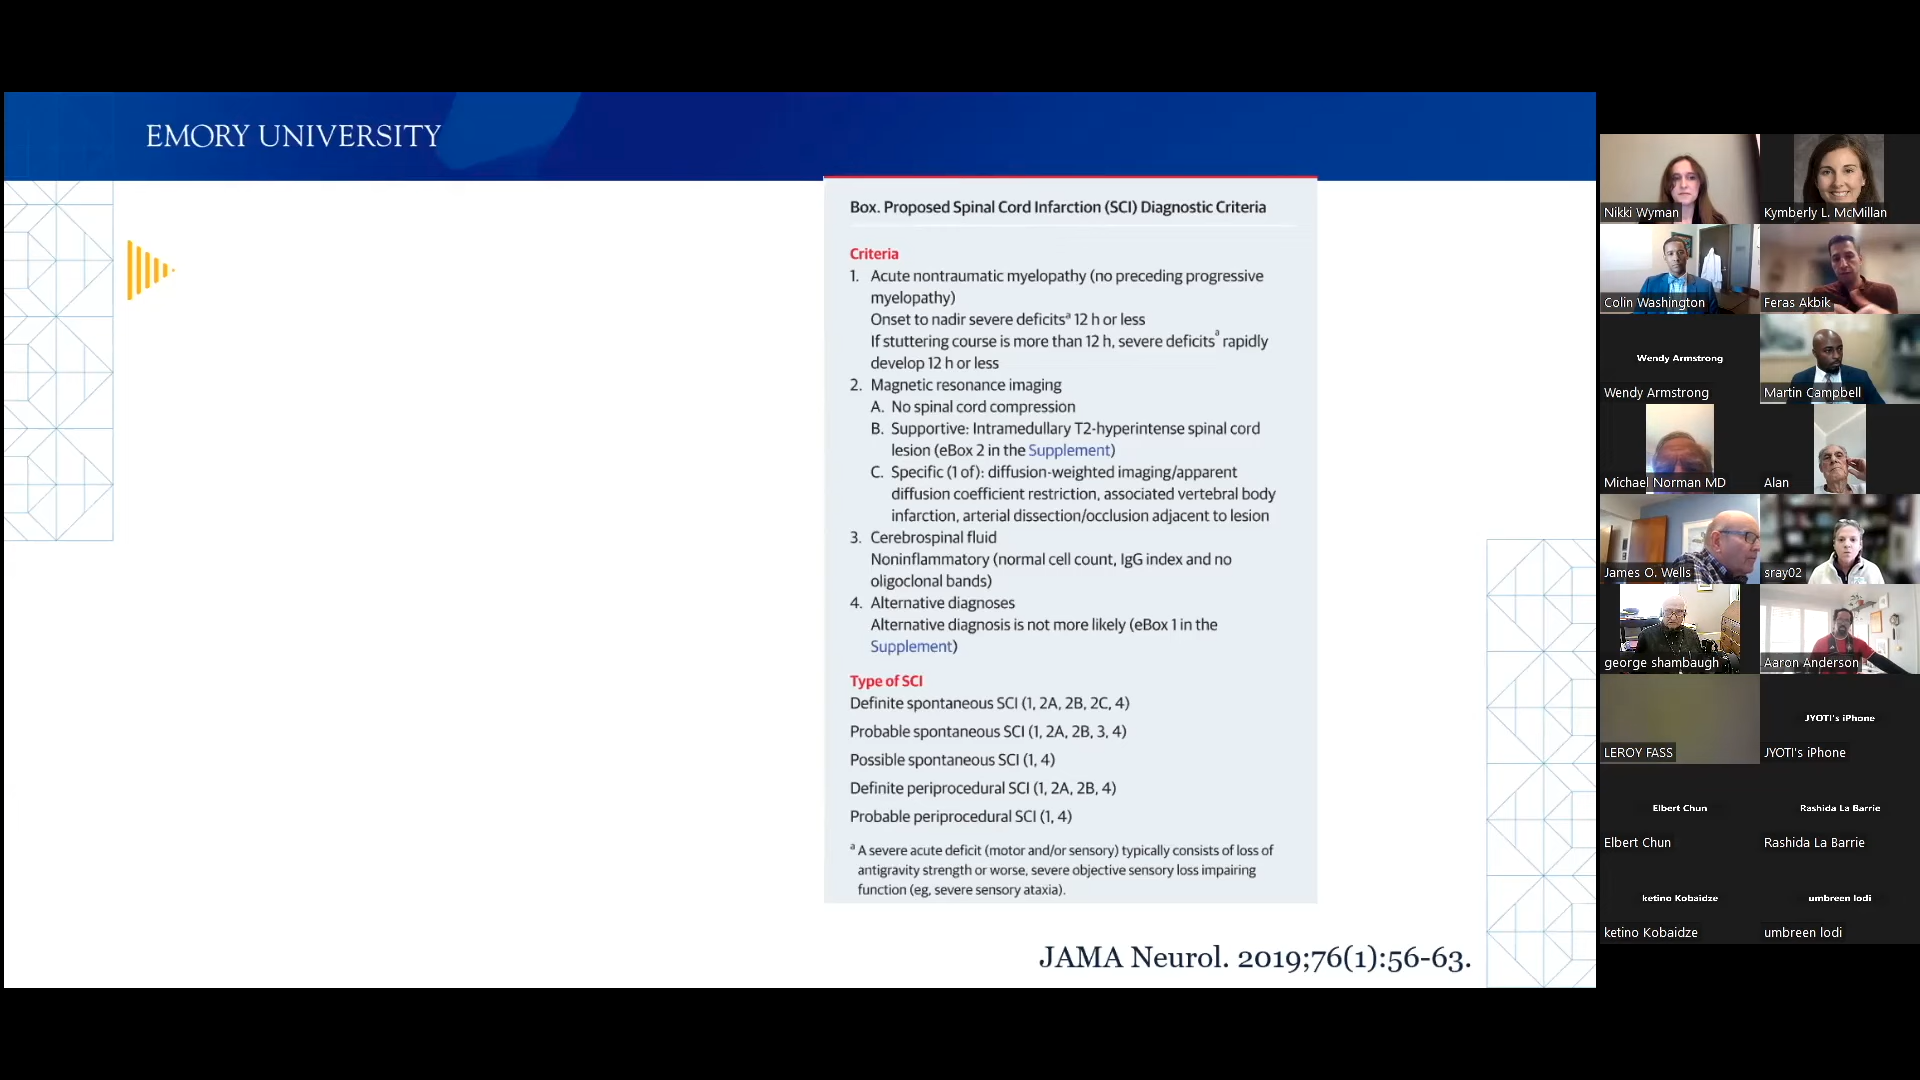 EMORY UNIVERSITY
Box. Proposed Spinal Cord Infarction (SCI) Diagnostic Criteria
Criteria
1. Acute nontraumatic myelopathy (no preceding progressive
myelopathy)
Onset to nadir severe deficitsᵃ 12 h or less
If stuttering course is more than 12 h, severe deficitsᵃ rapidly
develop 12 h or less
2. Magnetic resonance imaging
A. No spinal cord compression
B. Supportive: Intramedullary T2-hyperintense spinal cord
lesion (eBox 2 in the Supplement)
C. Specific (1 of): diffusion-weighted imaging/apparent
diffusion coefficient restriction, associated vertebral body
infarction, arterial dissection/occlusion adjacent to lesion
3. Cerebrospinal fluid
Noninflammatory (normal cell count, IgG index and no
oligoclonal bands)
4. Alternative diagnoses
Alternative diagnosis is not more likely (eBox 1 in the
Supplement)
Type of SCI
Definite spontaneous SCI (1, 2A, 2B, 2C, 4)
Probable spontaneous SCI (1, 2A, 2B, 3, 4)
Possible spontaneous SCI (1, 4)
Definite periprocedural SCI (1, 2A, 2B, 4)
Probable periprocedural SCI (1, 4)
ᵃ A severe acute deficit (motor and/or sensory) typically consists of loss of
antigravity strength or worse, severe objective sensory loss impairing
function (eg, severe sensory ataxia).
JAMA Neurol. 2019;76(1):56-63.
Nikki Wyman
Kymberly L. McMillan
Colin Washington
Feras Akbik
Wendy Armstrong
Wendy Armstrong
Martin Campbell
Michael Norman MD
Alan
James O. Wells
sray02
george shambaugh
Aaron Anderson
LEROY FASS
JYOTI's iPhone
JYOTI's iPhone
Elbert Chun
Elbert Chun
Rashida La Barrie
Rashida La Barrie
ketino Kobaidze
ketino Kobaidze
umbreen lodi
umbreen lodi